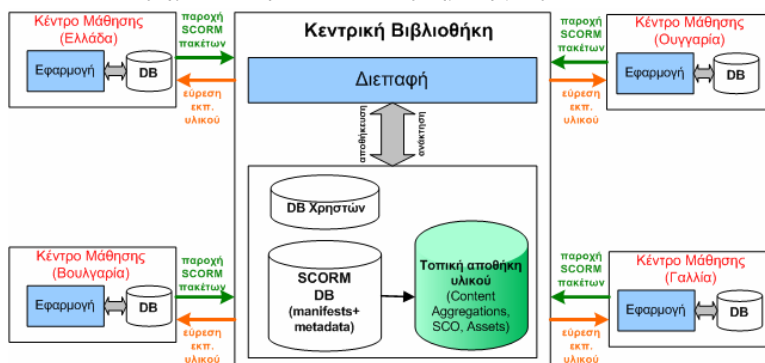 Κέντρο Μάθησης
(Ελλάδα)
Εφαρμογή
DB
παροχή
SCORM
πακέτων
εύρεση
εκπ.
υλικού
Κεντρική Βιβλιοθήκη
Διεπαφή
αποθήκευση
ανάκτηση
παροχή
SCORM
πακέτων
εύρεση
εκπ.
υλικού
Κέντρο Μάθησης
(Ουγγαρία)
Εφαρμογή
DB
DB Χρηστών
SCORM
DB
(manifests+
metadata)
Τοπική αποθήκη
υλικού
(Content
Aggregations,
SCO, Assets)
Κέντρο Μάθησης
(Βουλγαρία)
Εφαρμογή
DB
παροχή
SCORM
πακέτων
εύρεση
εκπ.
υλικού
παροχή
SCORM
πακέτων
εύρεση
εκπ.
υλικού
Κέντρο Μάθησης
(Γαλλία)
Εφαρμογή
DB